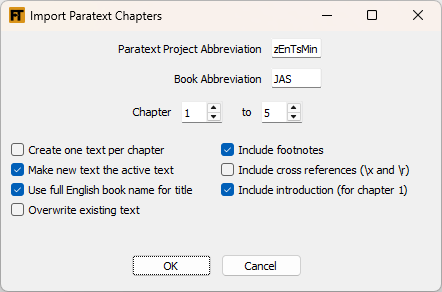 FT Import Paratext Chapters
Paratext Project Abbreviation zEnTsMin
Book Abbreviation JAS
Chapter 1 to 5
Create one text per chapter
Include footnotes
Make new text the active text
Include cross references (\x and \r)
Use full English book name for title
Include introduction (for chapter 1)
Overwrite existing text
OK Cancel